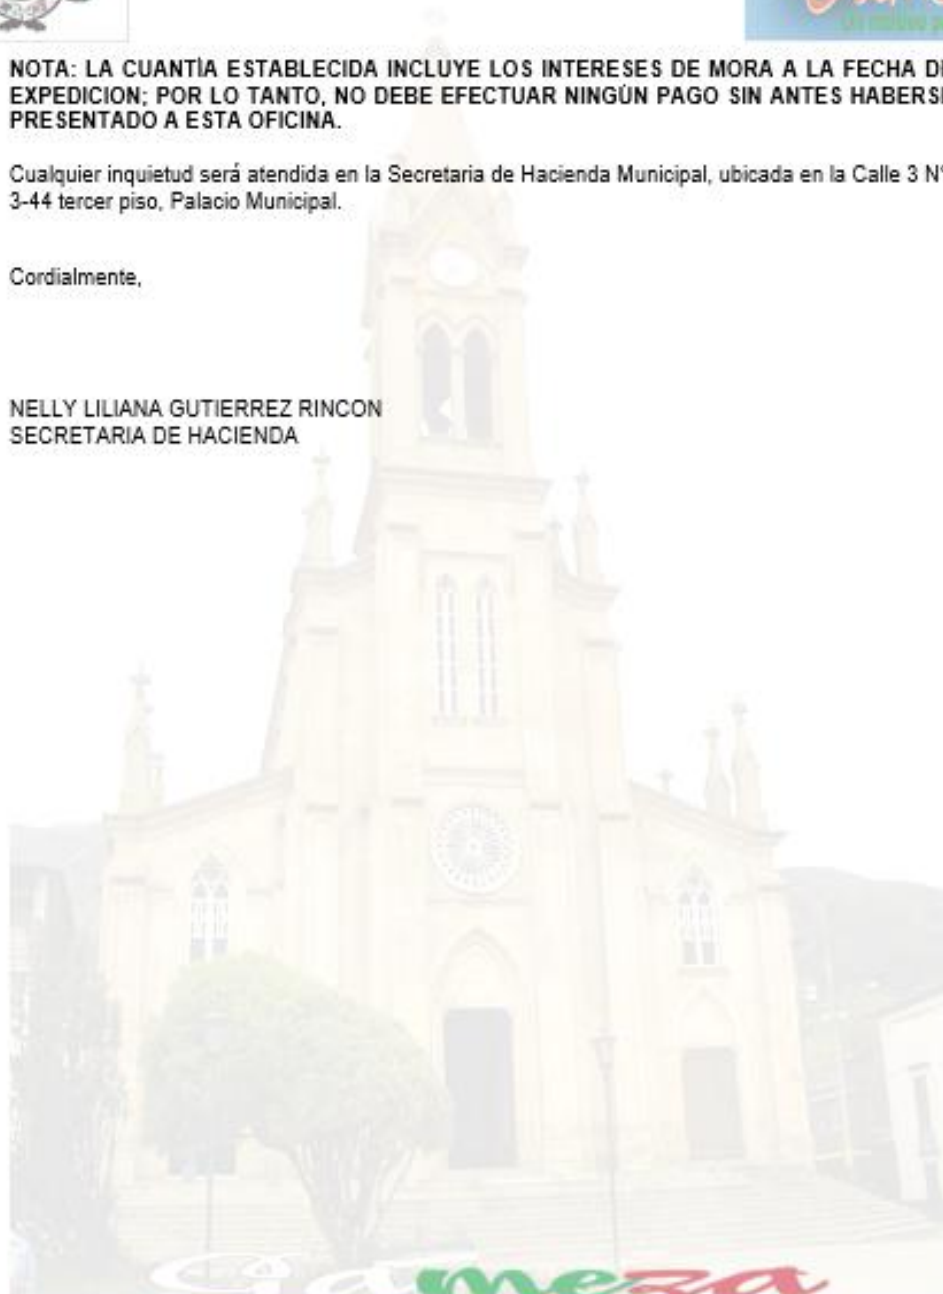 NOTA: LA CUANTÌA ESTABLECIDA INCLUYE LOS INTERESES DE MORA A LA FECHA DE
EXPEDICION; POR LO TANTO, NO DEBE EFECTUAR NINGÙN PAGO SIN ANTES HABERSE
PRESENTADO A ESTA OFICINA.
Cualquier inquietud será atendida en la Secretaria de Hacienda Municipal, ubicada en la Calle 3 N°
3-44 tercer piso, Palacio Municipal.
Cordialmente,
NELLY LILIANA GUTIERREZ RINCON
SECRETARIA DE HACIENDA
Gámeza